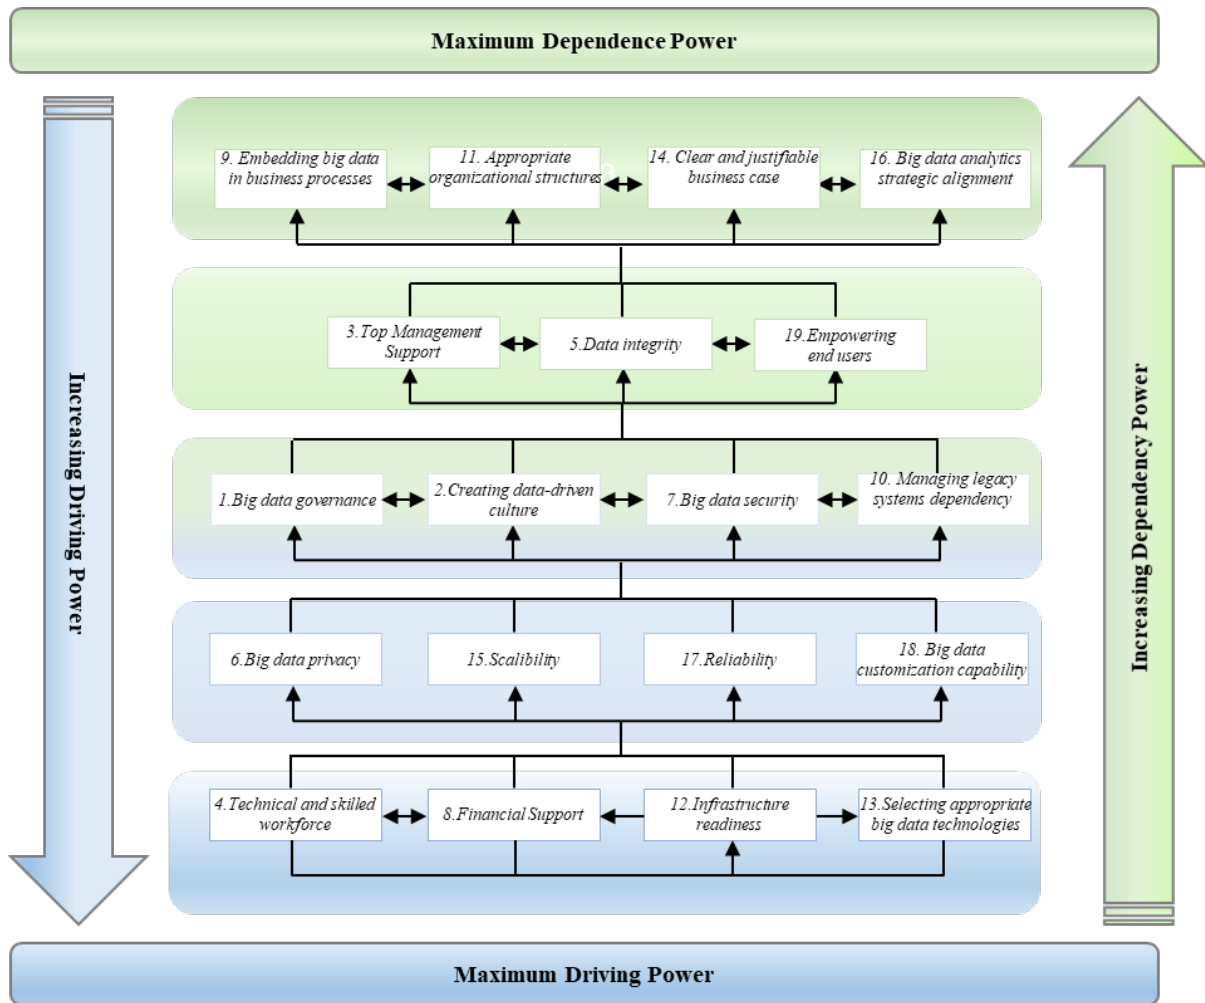 Maximum Dependence Power
9. Embedding big data
in business processes
11. Appropriate
organizational structures
a
14. Clear and justifiable
business case
16. Big data analytics
strategic alignment
3.Top Management
Support
5.Data integrity
19.Empowering
end users
Increasing Driving Power
Increasing Dependency Power
1.Big data governance
2.Creating data-driven
culture
7.Big data security
10. Managing legacy
systems dependency
6.Big data privacy
15.Scalibility
17.Reliability
18. Big data
customization capability
4.Technical and skilled
workforce
8.Financial Support
12.Infrastructure
readiness
13.Selecting appropriate
big data technologies
Maximum Driving Power